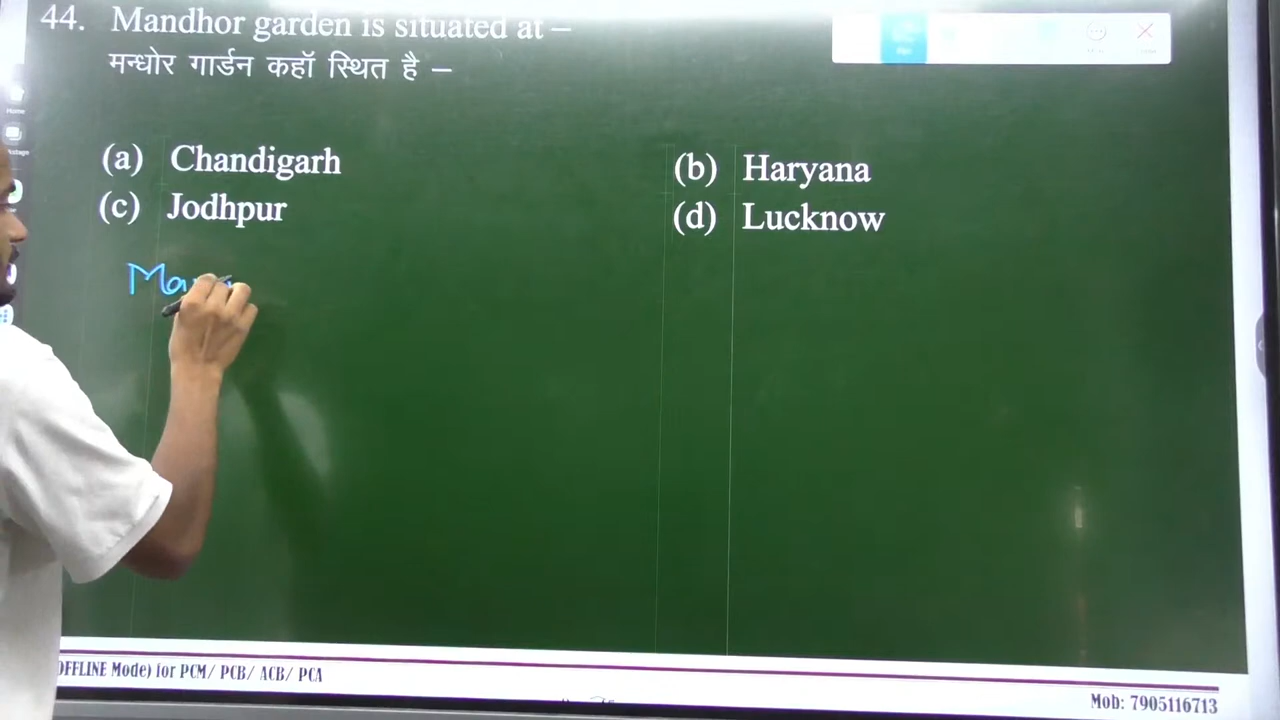 44. Mandhor garden is situated at –
मन्धोर गार्डन कहॉ स्थित है –
(a) Chandigarh (b) Haryana
(c) Jodhpur (d) Lucknow
OFFLINE Mode) for PCM/ PCB/ ACB/ PCA
Mob: 7905116713